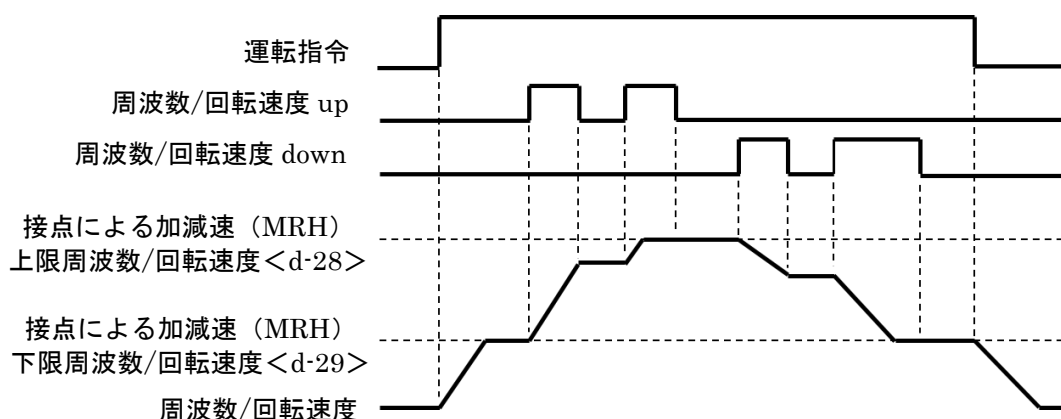 運転指令
周波数/回転速度 up
周波数/回転速度 down
接点による加減速（MRH）
上限周波数/回転速度＜d-28＞
接点による加減速（MRH）
下限周波数/回転速度＜d-29＞
周波数/回転速度